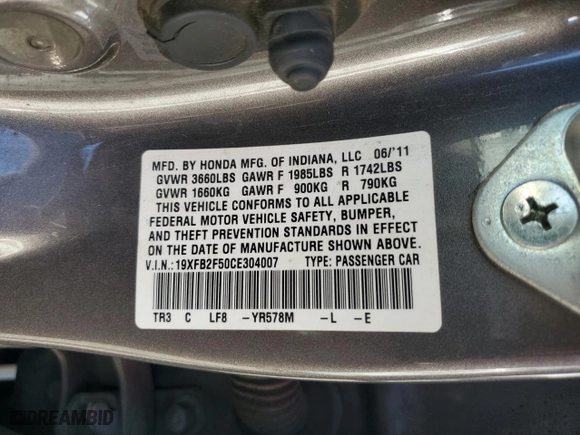 MFD. BY HONDA MFG. OF INDIANA, LLC 06/'11
GVWR 3660LBS GAWR F 1985LBS R 1742LBS
GVWR 1660KG GAWR F 900KG R 790KG
THIS VEHICLE CONFORMS TO ALL APPLICABLE
FEDERAL MOTOR VEHICLE SAFETY, BUMPER,
AND THEFT PREVENTION STANDARDS IN EFFECT
ON THE DATE OF MANUFACTURE SHOWN ABOVE.
V.I.N.: 19XFB2F50CE304007 TYPE: PASSENGER CAR
TR3 C LF8 -YR578M -L -E
DREAMBID